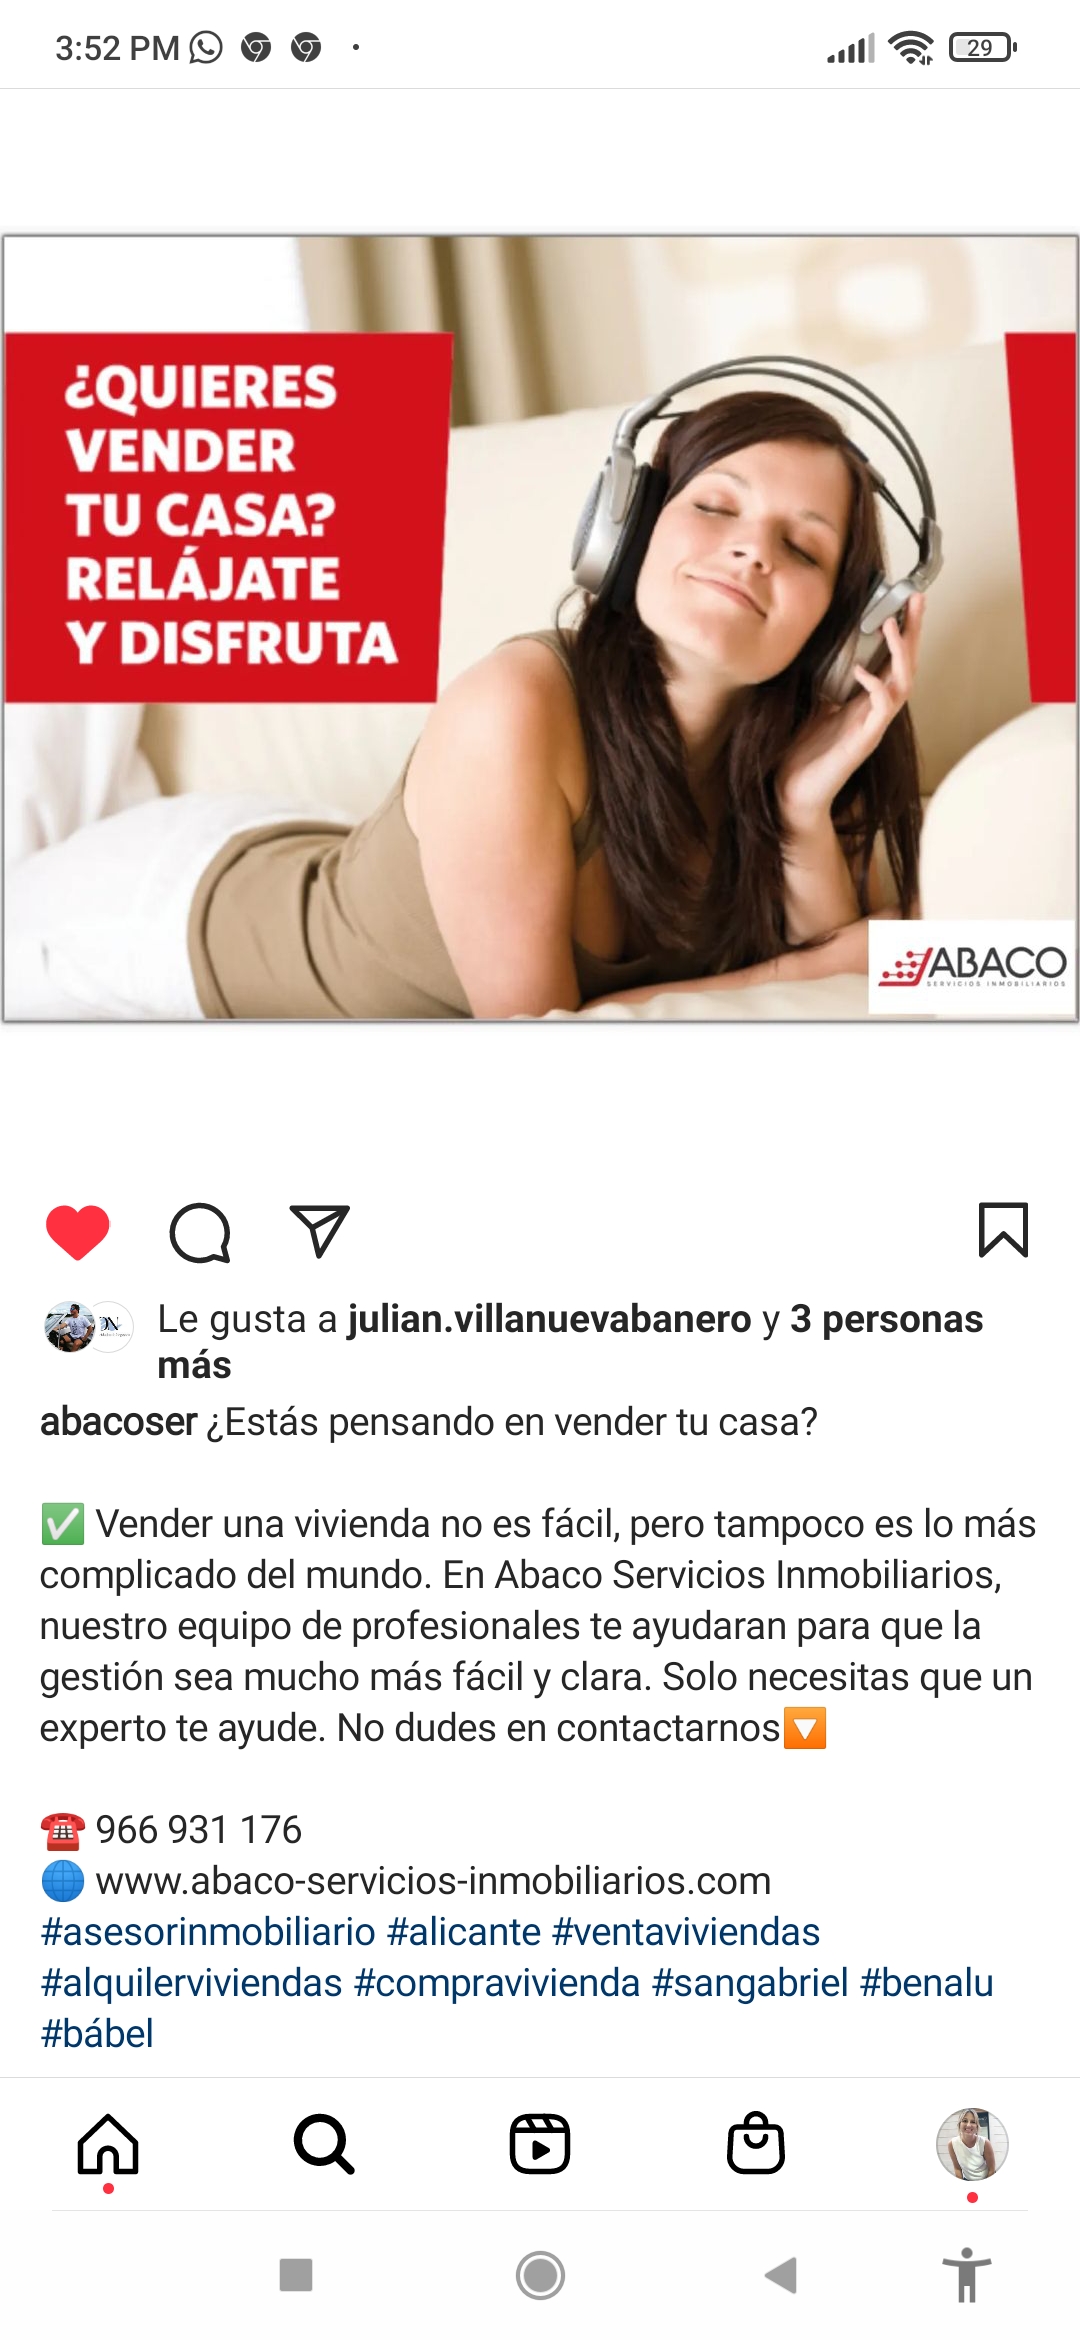 3:52 PM
29
¿QUIERES
VENDER
TU CASA?
RELÁJATE
Y DISFRUTA
ABACO
SERVICIOS INMOBILIARIOS
Le gusta a julian.villanuevabanero y 3 personas
más
abacoser ¿Estás pensando en vender tu casa?
✅ Vender una vivienda no es fácil, pero tampoco es lo más
complicado del mundo. En Abaco Servicios Inmobiliarios,
nuestro equipo de profesionales te ayudaran para que la
gestión sea mucho más fácil y clara. Solo necesitas que un
experto te ayude. No dudes en contactarnos🔽
☎️ 966 931 176
🌐 www.abaco-servicios-inmobiliarios.com
#asesorinmobiliario #alicante #ventaviviendas
#alquilerviviendas #compravivienda #sangabriel #benalu
#bábel